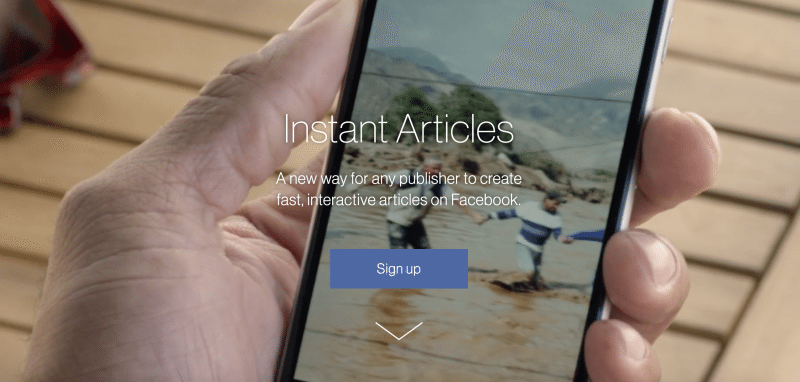 Instant Articles
A new way for any publisher to create
fast, interactive articles on Facebook.
Sign up